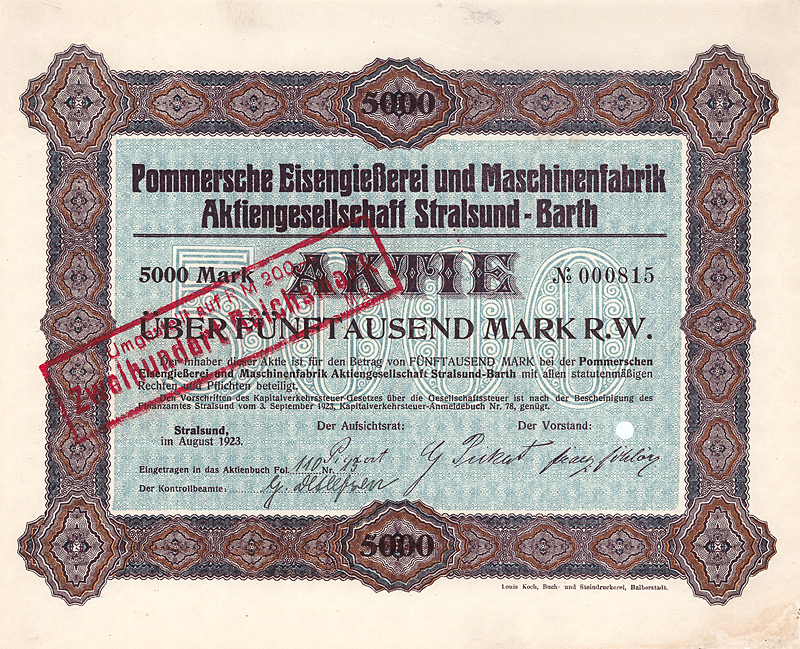 5000
Pommersche Eisengießerei und Maschinenfabrik
Aktiengesellschaft Stralsund-Barth
5000 Mark AKTIE № 000815
ÜBER FÜNFTAUSEND MARK R.W.
Umgestellt auf R.M 200
Zweihundert Reichsmark
Der Inhaber dieser Aktie ist für den Betrag von FÜNFTAUSEND MARK bei der Pommerschen
Eisengießerei und Maschinenfabrik Aktiengesellschaft Stralsund-Barth mit allen statutenmäßigen
Rechten und Pflichten beteiligt.
Den Vorschriften des Kapitalverkehrssteuer-Gesetzes über die Gesellschaftssteuer ist nach der Bescheinigung des
Finanzamtes Stralsund vom 3. September 1923, Kapitalverkehrsteuer-Anmeldebuch Nr. 78, genügt.
Stralsund,
im August 1923.
Der Aufsichtsrat:
Der Vorstand:
Eingetragen in das Aktienbuch Fol. 110 Nr. 15
Der Kontrollbeamte: G. Detlefsen
5000
Louis Koch, Buch- und Steindruckerei, Halberstadt.